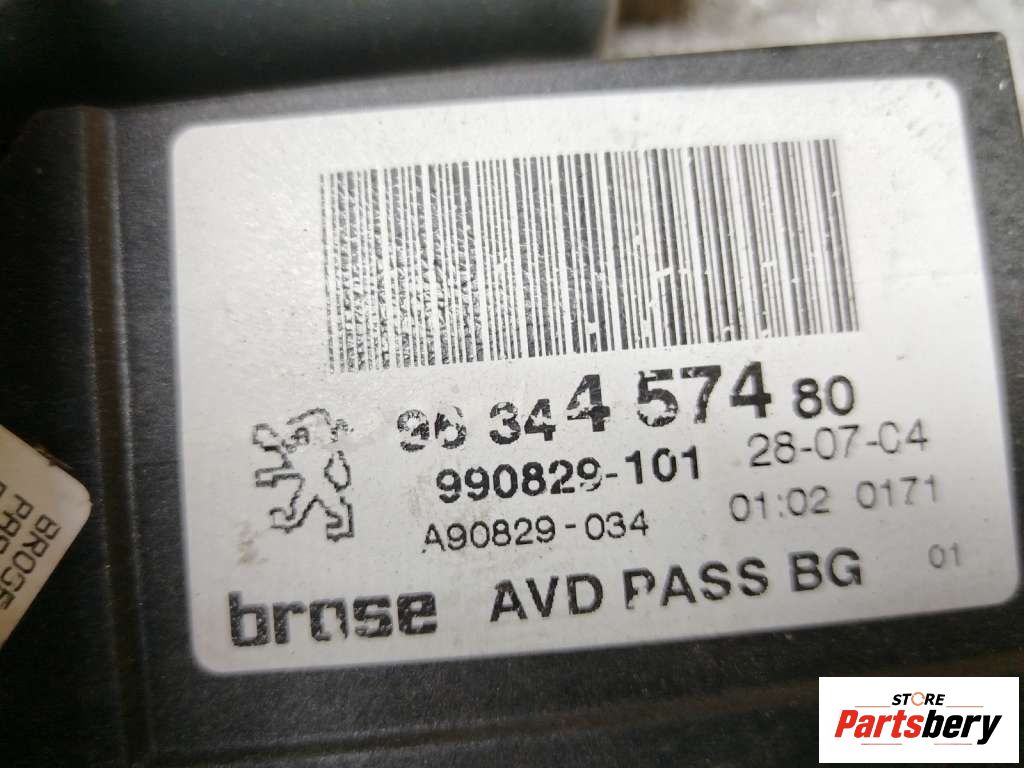 96 344 574 80
990829-101 28-07-04
A90829-034 01:02 0171
brose AVD PASS BG 01
BROSE
STORE
Partsbery